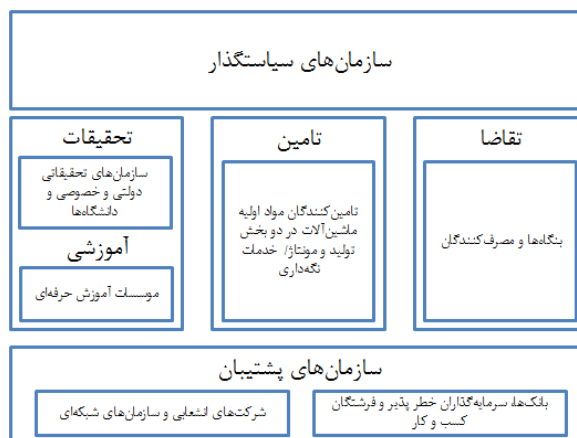 سازمان‌های سیاستگذار
تقاضا
بنگاه‌ها و مصرف‌کنندگان
تامین
تامین‌کنندگان مواد اولیه
ماشین‌آلات در دو بخش
تولید و مونتاژ/ خدمات
نگه‌داری
تحقیقات
سازمان‌های تحقیقاتی
دولتی و خصوصی و
دانشگاه‌ها
آموزشی
موسسات آموزش حرفه‌ای
سازمان‌های پشتیبان
بانک‌ها، سرمایه‌گذاران خطر پذیر و فرشتگان
کسب و کار
شرکت‌های انشعابی و سازمان‌های شبکه‌ای